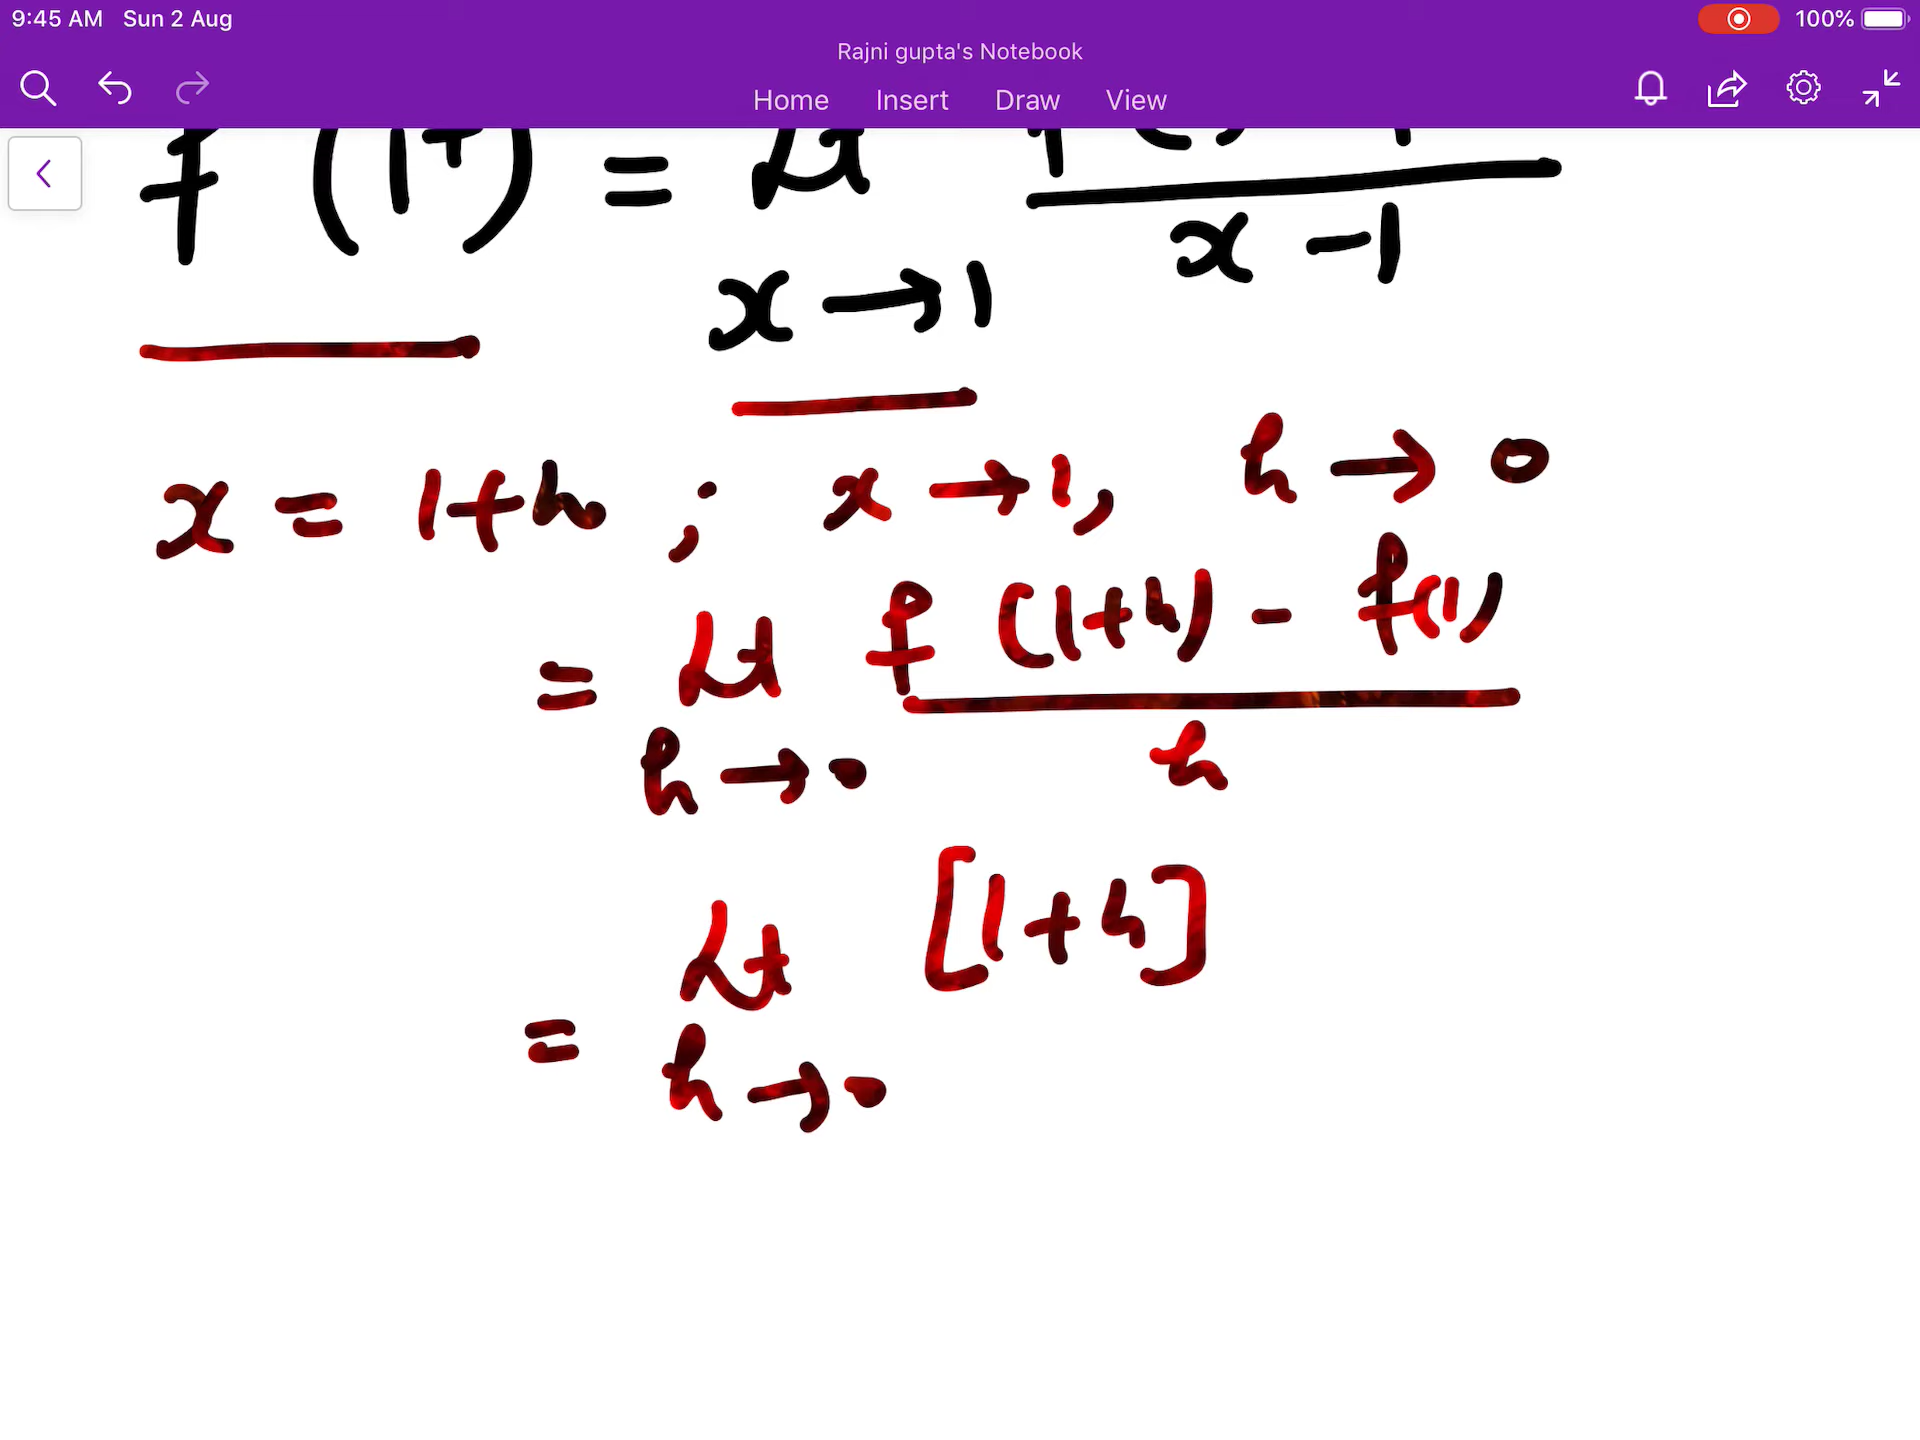 9:45 AM Sun 2 Aug 100%
Rajni gupta's Notebook
Home Insert Draw View
f (1+) = Lt
x → 1
x - 1
x = 1+h ; x → 1, h → 0
= Lt f (1+h) - f(1)
h → 0 h
= Lt [1+h]
h → 0